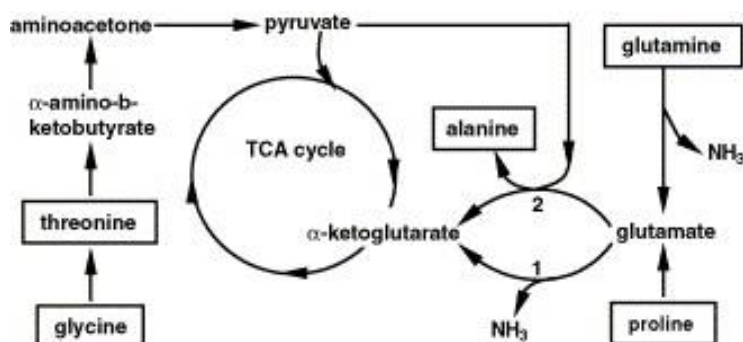 aminoacetone
pyruvate
glutamine
α-amino-b-
ketobutyrate
TCA cycle
alanine
NH3
threonine
2
α-ketoglutarate
glutamate
1
glycine
NH3
proline